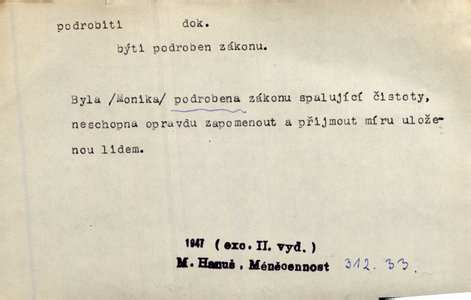 podrobiti dok.
býti podroben zákonu.
Byla /Monika/ podrobena zákonu spalující čistoty,
neschopna opravdu zapomenout a přijmout míru ulože-
nou lidem.
1947 (exc. II. vyd.)
M. Hanuš, Méněcennost 312. 33.